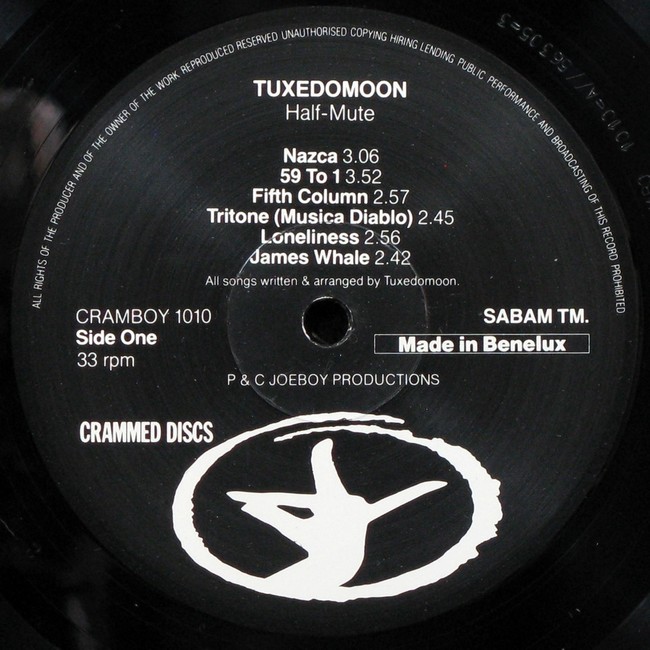 ALL RIGHTS OF THE PRODUCER AND OF THE OWNER OF THE WORK REPRODUCED RESERVED UNAUTHORISED COPYING HIRING LENDING PUBLIC PERFORMANCE AND BROADCASTING OF THIS RECORD PROHIBITED
TUXEDOMOON
Half-Mute
Nazca 3.06
59 To 1 3.52
Fifth Column 2.57
Tritone (Musica Diablo) 2.45
Loneliness 2.56
James Whale 2.42
All songs written & arranged by Tuxedomoon.
CRAMBOY 1010
Side One
33 rpm
SABAM TM.
Made in Benelux
P & C JOEBOY PRODUCTIONS
CRAMMED DISCS